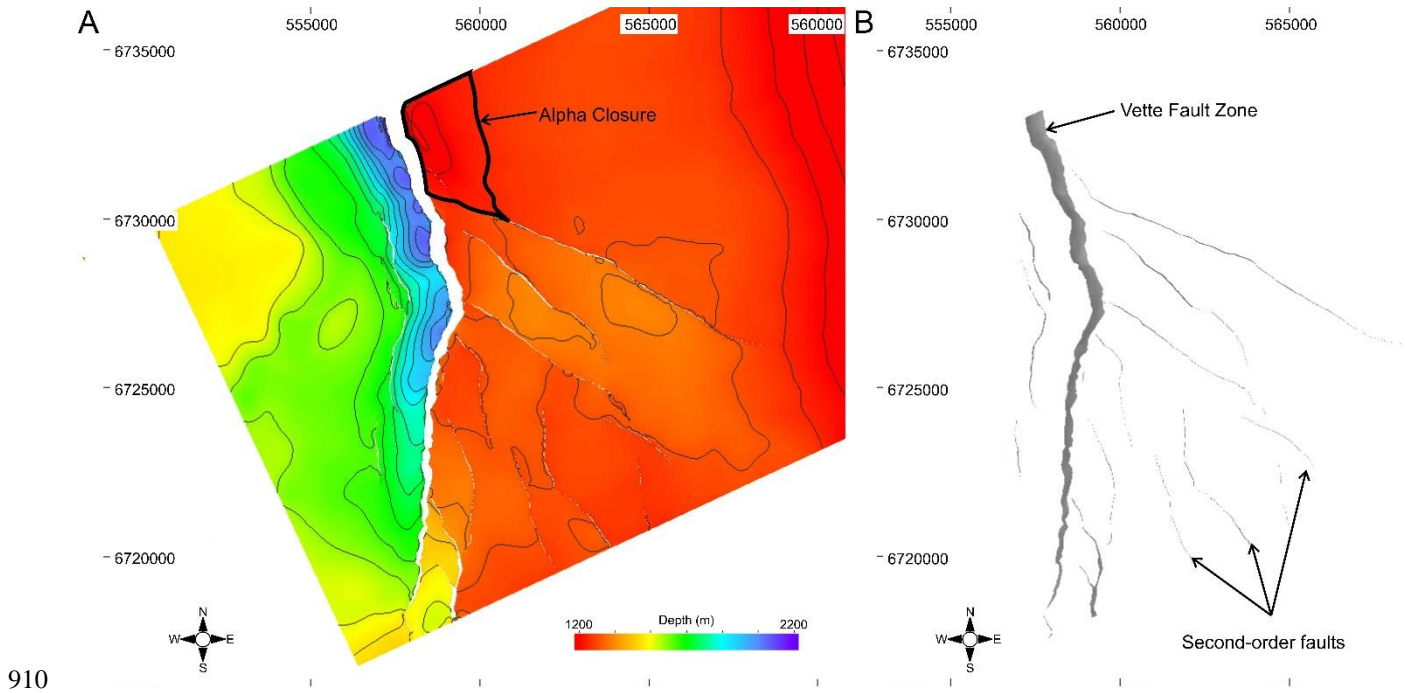 A
555000
560000
565000
560000
6735000
Alpha Closure
6730000
6725000
6720000
N
W
E
S
Depth (m)
1200
2200
B
555000
560000
565000
6735000
Vette Fault Zone
6730000
6725000
6720000
N
W
E
S
Second-order faults
910